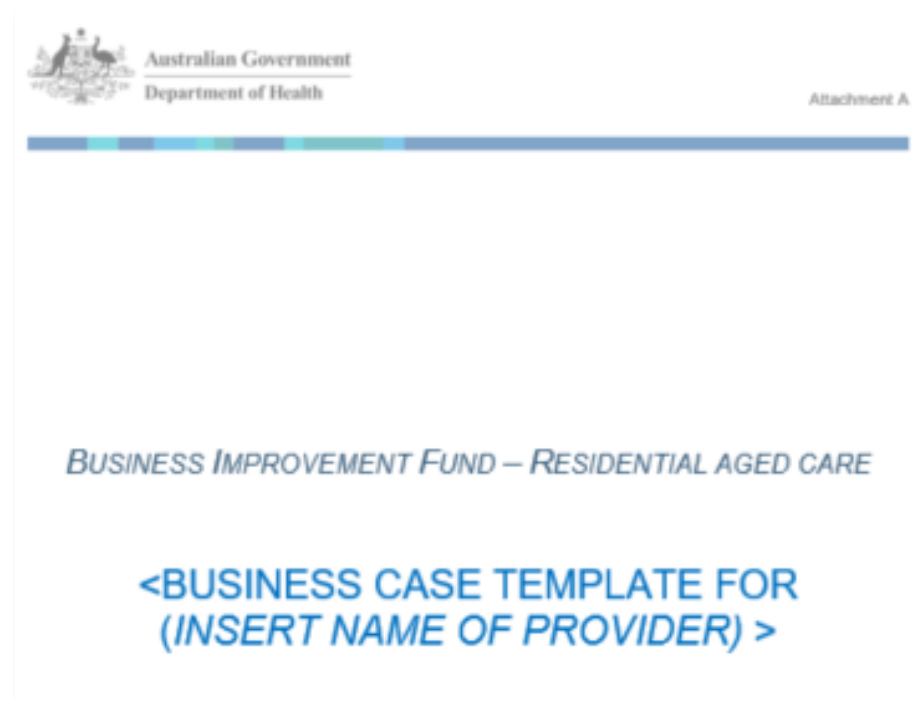 Australian Government
Department of Health
Attachment A
BUSINESS IMPROVEMENT FUND – RESIDENTIAL AGED CARE
<BUSINESS CASE TEMPLATE FOR
(INSERT NAME OF PROVIDER) >